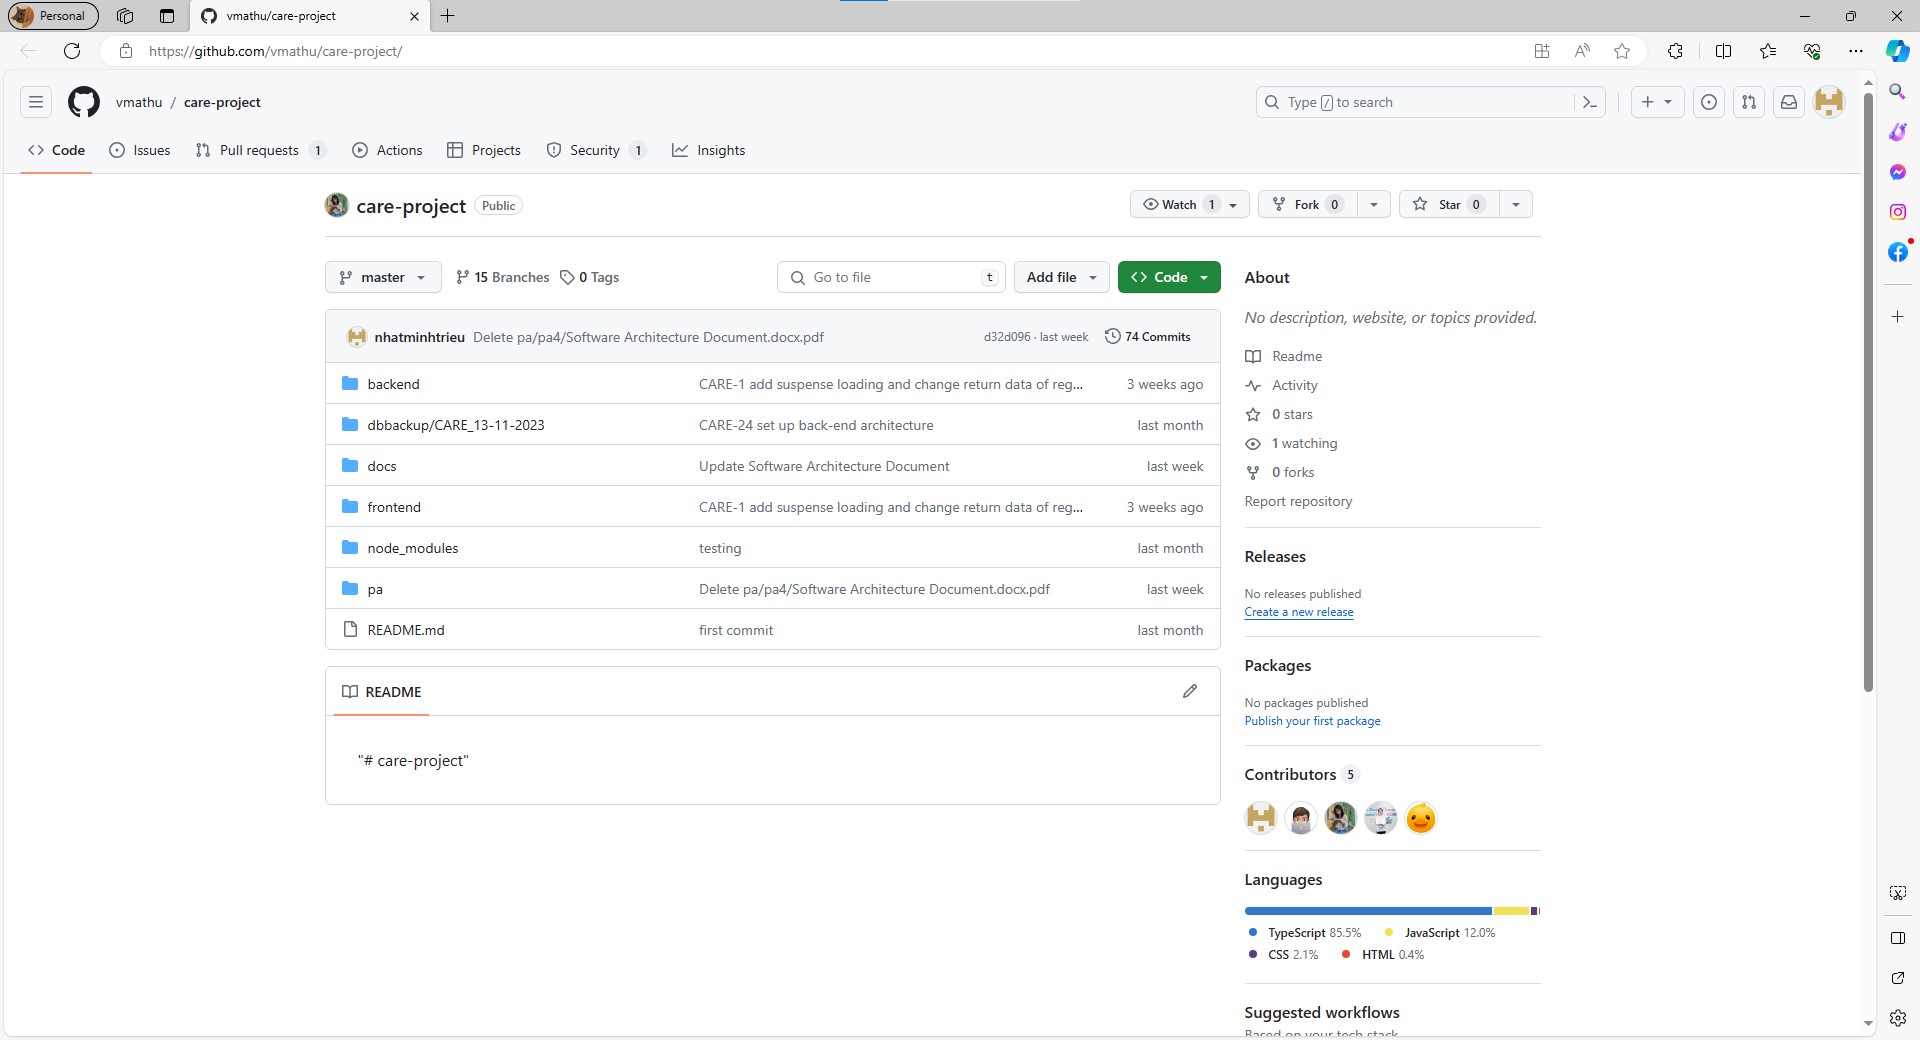 Personal
vmathu/care-project
https://github.com/vmathu/care-project/
vmathu / care-project
Type / to search
Code Issues Pull requests 1 Actions Projects Security 1 Insights
care-project Public
Watch 1 Fork 0 Star 0
master 15 Branches 0 Tags Go to file t Add file Code
nhatminhtrieu Delete pa/pa4/Software Architecture Document.docx.pdf d32d096 · last week 74 Commits
backend CARE-1 add suspense loading and change return data of reg... 3 weeks ago
dbbackup/CARE_13-11-2023 CARE-24 set up back-end architecture last month
docs Update Software Architecture Document last week
frontend CARE-1 add suspense loading and change return data of reg... 3 weeks ago
node_modules testing last month
pa Delete pa/pa4/Software Architecture Document.docx.pdf last week
README.md first commit last month
README
"# care-project"
About
No description, website, or topics provided.
Readme
Activity
0 stars
1 watching
0 forks
Report repository
Releases
No releases published
Create a new release
Packages
No packages published
Publish your first package
Contributors 5
Languages
TypeScript 85.5% JavaScript 12.0%
CSS 2.1% HTML 0.4%
Suggested workflows
Based on your tech stack